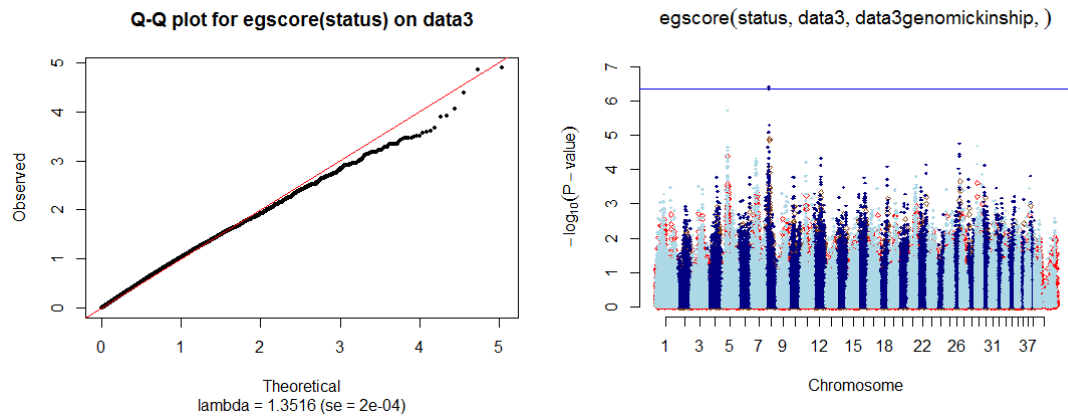 Q-Q plot for egscore(status) on data3
Observed
0
1
2
3
4
5
0 1 2 3 4 5
Theoretical
lambda = 1.3516 (se = 2e-04)
egscore(status, data3, data3genomickinship, )
−log10(P − value)
7
6
5
4
3
2
1
0
1 3 5 7 9 12 15 18 22 26 31 37
Chromosome